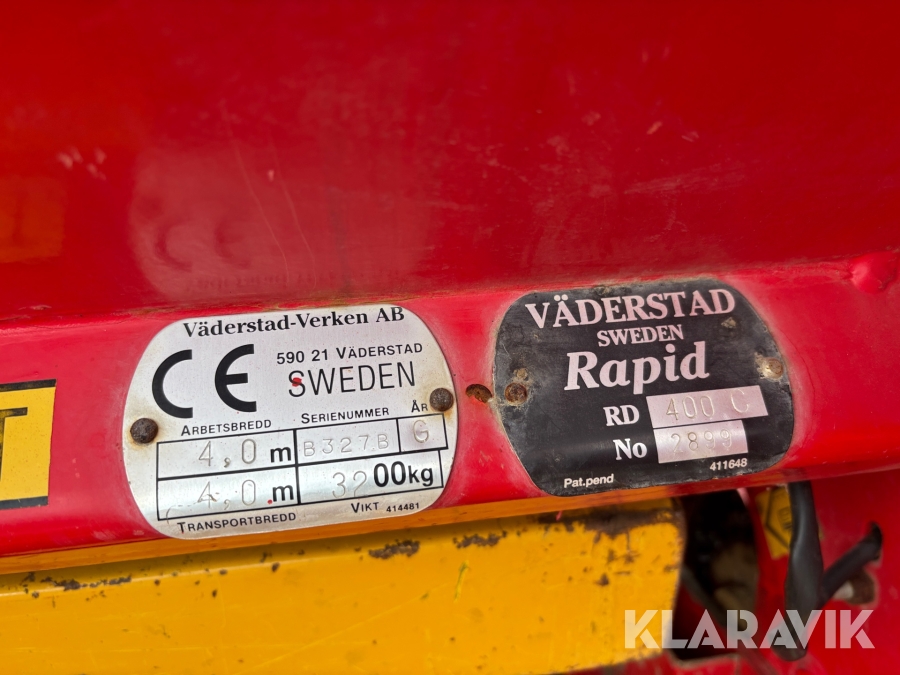 Väderstad-Verken AB
CE
590 21 VÄDERSTAD
SWEDEN
ARBETSBREDD SERIENUMMER ÅR
4,0 m B327B G
4,0 m 3200kg
TRANSPORTBREDD VIKT 414481
VÄDERSTAD
SWEDEN
Rapid
RD 400 C
No 2899
411648
Pat.pend
KLARAVIK